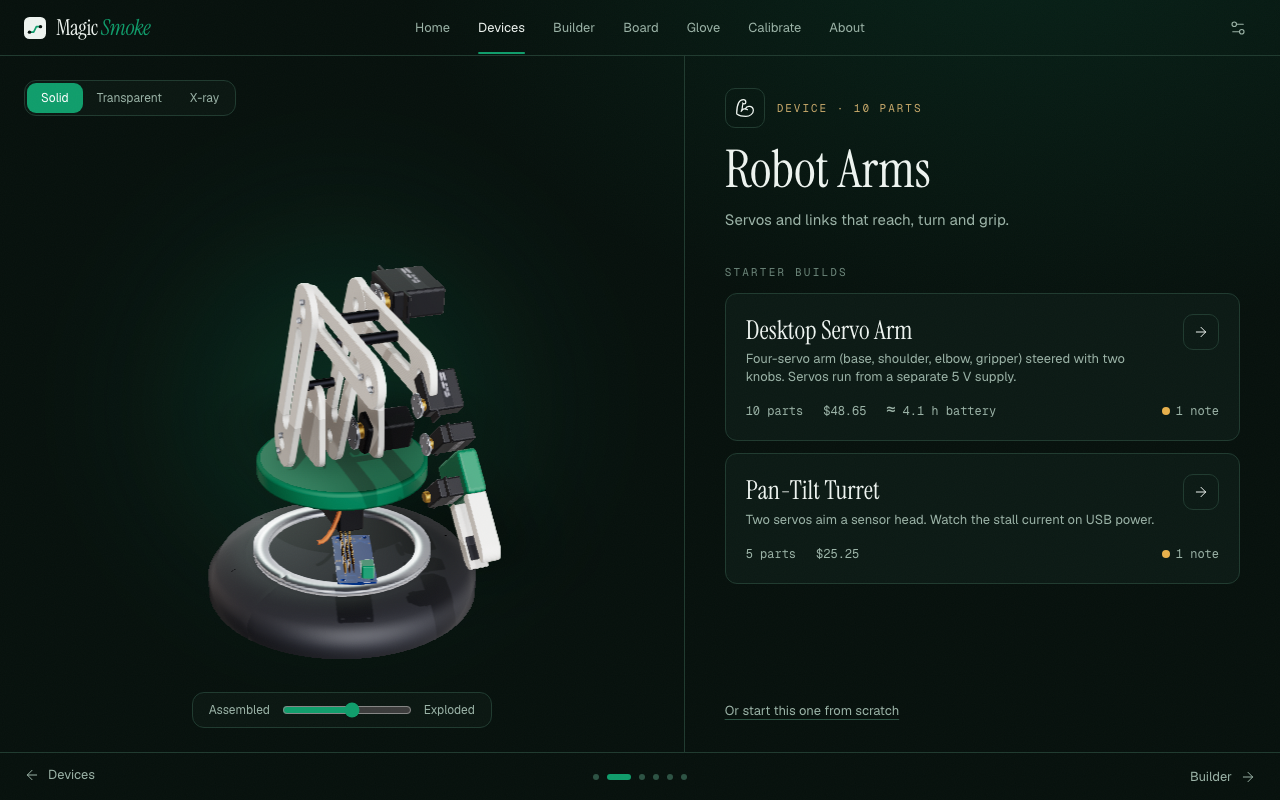 Magic Smoke
Home Devices Builder Board Glove Calibrate About
Solid Transparent X-ray
DEVICE · 10 PARTS
Robot Arms
Servos and links that reach, turn and grip.
STARTER BUILDS
Desktop Servo Arm
Four-servo arm (base, shoulder, elbow, gripper) steered with two
knobs. Servos run from a separate 5 V supply.
10 parts $48.65 ≈ 4.1 h battery 1 note
Pan-Tilt Turret
Two servos aim a sensor head. Watch the stall current on USB power.
5 parts $25.25 1 note
Assembled Exploded
Or start this one from scratch
Devices
Builder